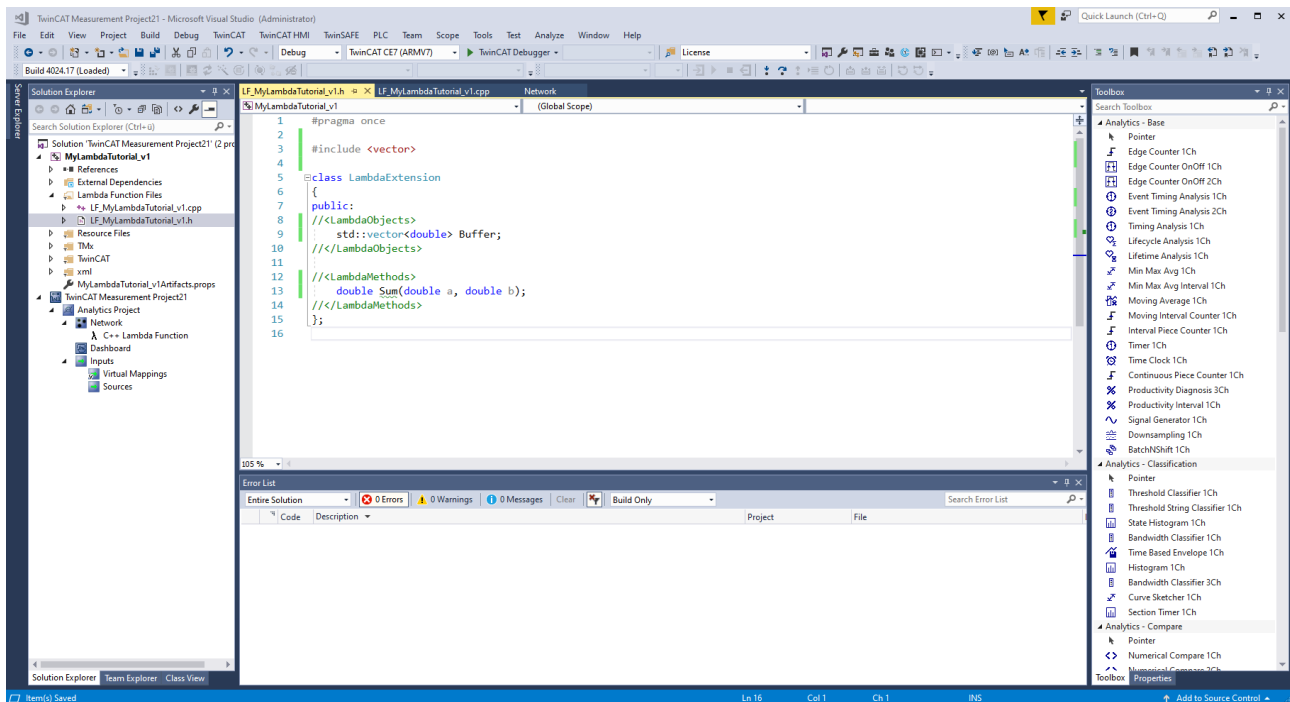 TwinCAT Measurement Project21 - Microsoft Visual Studio (Administrator)
Quick Launch (Ctrl+Q)
File Edit View Project Build Debug TwinCAT TwinCAT HMI TwinSAFE PLC Team Scope Tools Test Analyze Window Help
Debug TwinCAT CE7 (ARMV7) TwinCAT Debugger License
Build 4024.17 (Loaded)
Server Explorer
Solution Explorer
Search Solution Explorer (Ctrl+ü)
Solution 'TwinCAT Measurement Project21' (2 pro
MyLambdaTutorial_v1
References
External Dependencies
Lambda Function Files
LF_MyLambdaTutorial_v1.cpp
LF_MyLambdaTutorial_v1.h
Resource Files
TMx
TwinCAT
xml
MyLambdaTutorial_v1Artifacts.props
TwinCAT Measurement Project21
Analytics Project
Network
C++ Lambda Function
Dashboard
Inputs
Virtual Mappings
Sources
Solution Explorer Team Explorer Class View
LF_MyLambdaTutorial_v1.h LF_MyLambdaTutorial_v1.cpp Network
MyLambdaTutorial_v1 (Global Scope)
1 #pragma once
2
3 #include <vector>
4
5 class LambdaExtension
6 {
7 public:
8 //<LambdaObjects>
9 std::vector<double> Buffer;
10 //</LambdaObjects>
11
12 //<LambdaMethods>
13 double Sum(double a, double b);
14 //</LambdaMethods>
15 };
16
105 %
Error List
Entire Solution 0 Errors 0 Warnings 0 Messages Clear Build Only Search Error List
Code Description Project File
Toolbox
Search Toolbox
Analytics - Base
Pointer
Edge Counter 1Ch
Edge Counter OnOff 1Ch
Edge Counter OnOff 2Ch
Event Timing Analysis 1Ch
Event Timing Analysis 2Ch
Timing Analysis 1Ch
Lifecycle Analysis 1Ch
Lifetime Analysis 1Ch
Min Max Avg 1Ch
Min Max Avg Interval 1Ch
Moving Average 1Ch
Moving Interval Counter 1Ch
Interval Piece Counter 1Ch
Timer 1Ch
Time Clock 1Ch
Continuous Piece Counter 1Ch
Productivity Diagnosis 3Ch
Productivity Interval 1Ch
Signal Generator 1Ch
Downsampling 1Ch
BatchNShift 1Ch
Analytics - Classification
Pointer
Threshold Classifier 1Ch
Threshold String Classifier 1Ch
State Histogram 1Ch
Bandwidth Classifier 1Ch
Time Based Envelope 1Ch
Histogram 1Ch
Bandwidth Classifier 3Ch
Curve Sketcher 1Ch
Section Timer 1Ch
Analytics - Compare
Pointer
Numerical Compare 1Ch
Numerical Compare 2Ch
Toolbox Properties
Item(s) Saved Ln 16 Col 1 Ch 1 INS Add to Source Control